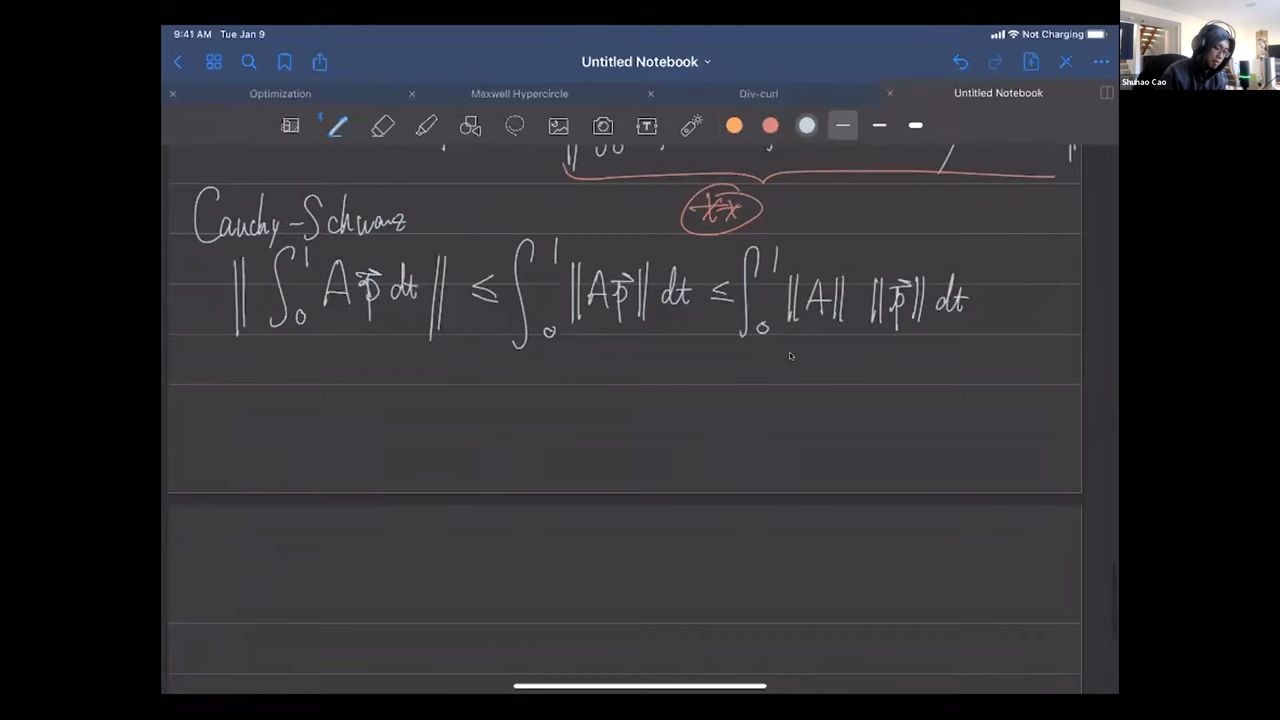 9:41 AM Tue Jan 9
Not Charging
Untitled Notebook
Shuhao Cao
Optimization
Maxwell Hypercircle
Div-curl
Untitled Notebook
Cauchy-Schwarz
‖ ∫₀¹ A p⃗ dt ‖ ≤ ∫₀¹ ‖A p⃗‖ dt ≤ ∫₀¹ ‖A‖ ‖p⃗‖ dt